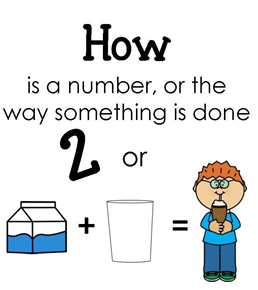 How
is a number, or the
way something is done
2 or
+ =